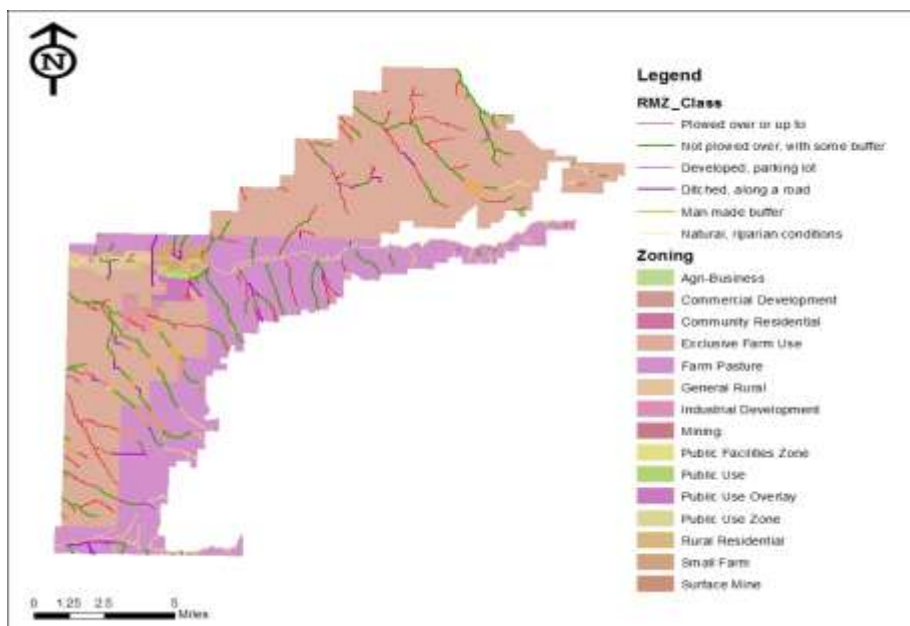 N
Legend
RMZ_Class
Plowed over or up to
Not plowed over, with some buffer
Developed, parking lot
Ditched, along a road
Man made buffer
Natural, riparian conditions
Zoning
Agri-Business
Commercial Development
Community Residential
Exclusive Farm Use
Farm Pasture
General Rural
Industrial Development
Mining
Public Facilities Zone
Public Use
Public Use Overlay
Public Use Zone
Rural Residential
Small Farm
Surface Mine
0 1.25 2.5 5
Miles